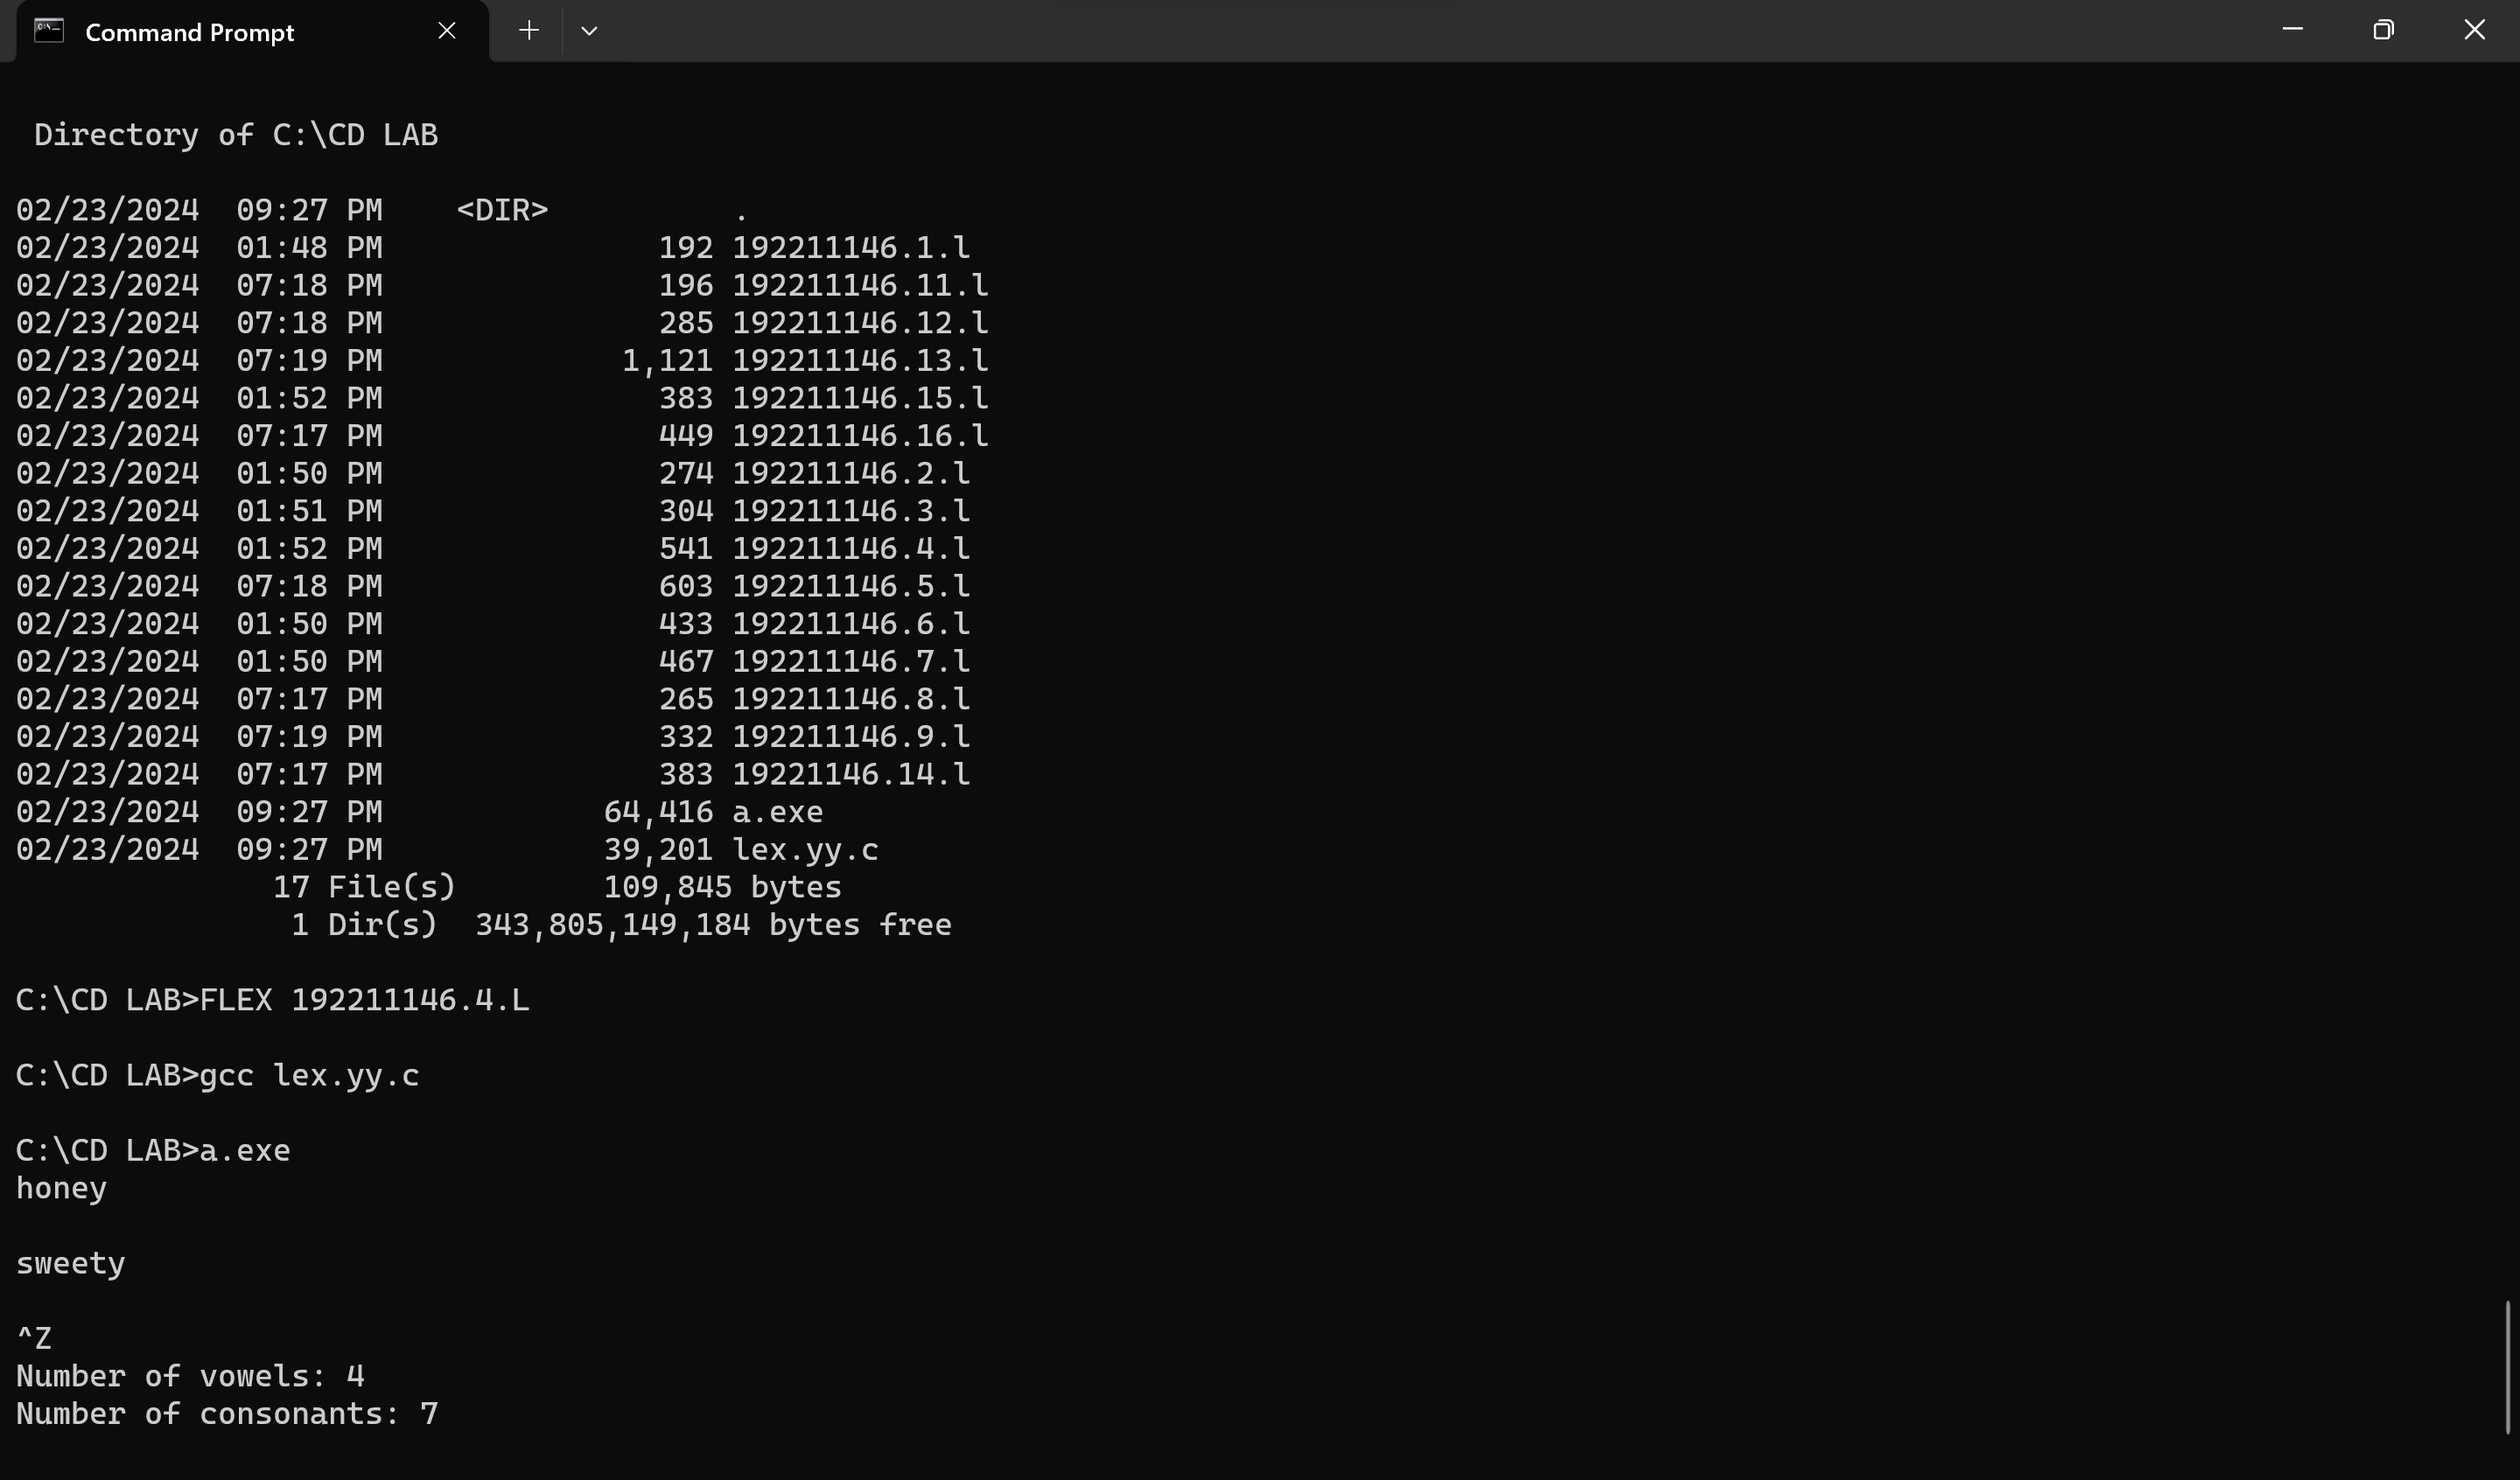 Command Prompt
Directory of C:\CD LAB
02/23/2024  09:27 PM    <DIR>          .
02/23/2024  01:48 PM               192 192211146.1.l
02/23/2024  07:18 PM               196 192211146.11.l
02/23/2024  07:18 PM               285 192211146.12.l
02/23/2024  07:19 PM             1,121 192211146.13.l
02/23/2024  01:52 PM               383 192211146.15.l
02/23/2024  07:17 PM               449 192211146.16.l
02/23/2024  01:50 PM               274 192211146.2.l
02/23/2024  01:51 PM               304 192211146.3.l
02/23/2024  01:52 PM               541 192211146.4.l
02/23/2024  07:18 PM               603 192211146.5.l
02/23/2024  01:50 PM               433 192211146.6.l
02/23/2024  01:50 PM               467 192211146.7.l
02/23/2024  07:17 PM               265 192211146.8.l
02/23/2024  07:19 PM               332 192211146.9.l
02/23/2024  07:17 PM               383 19221146.14.l
02/23/2024  09:27 PM            64,416 a.exe
02/23/2024  09:27 PM            39,201 lex.yy.c
17 File(s)        109,845 bytes
1 Dir(s)  343,805,149,184 bytes free
C:\CD LAB>FLEX 192211146.4.L
C:\CD LAB>gcc lex.yy.c
C:\CD LAB>a.exe
honey
sweety
^Z
Number of vowels: 4
Number of consonants: 7